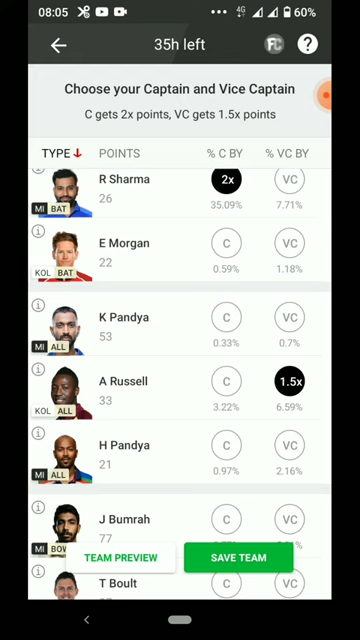 08:05 4G 60%
35h left FC ?
Choose your Captain and Vice Captain
C gets 2x points, VC gets 1.5x points
TYPE POINTS % C BY % VC BY
R Sharma 2x VC
26 35.09% 7.71%
MI BAT
E Morgan C VC
22 0.59% 1.18%
KOL BAT
K Pandya C VC
53 0.33% 0.7%
MI ALL
A Russell C 1.5x
33 3.22% 6.59%
KOL ALL
H Pandya C VC
21 0.97% 2.16%
MI ALL
J Bumrah C VC
77
MI BOW
TEAM PREVIEW SAVE TEAM
T Boult C VC